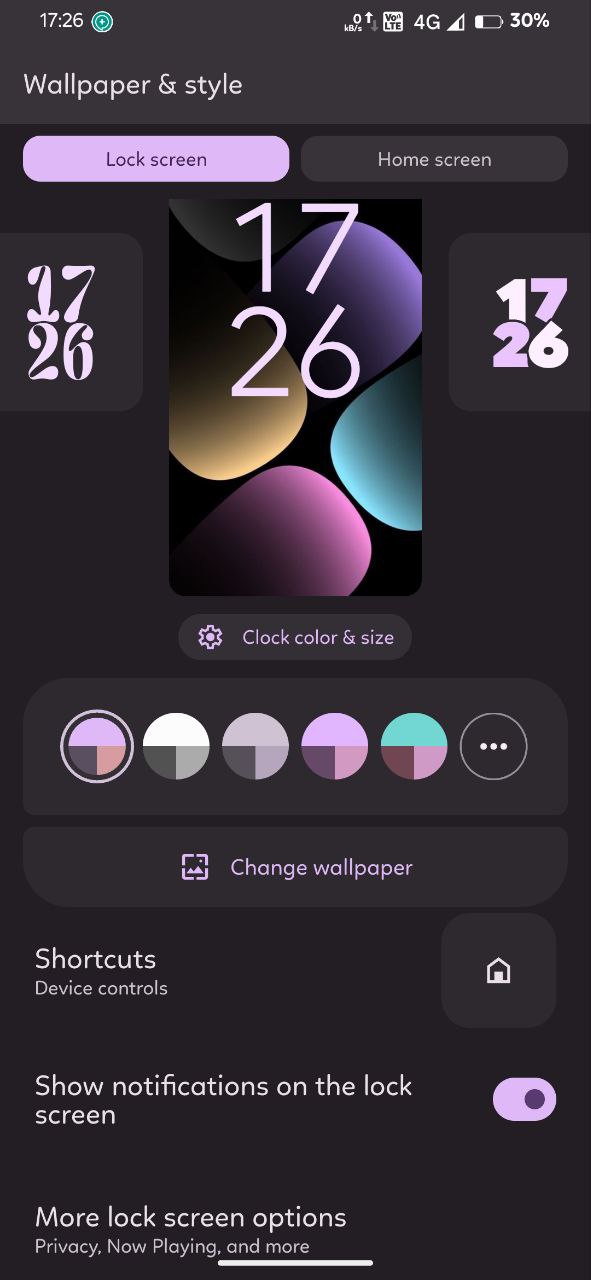 17:26
0 kB/s
Vo)) LTE
4G
30%
Wallpaper & style
Lock screen
Home screen
17
26
17
26
17
26
Clock color & size
Change wallpaper
Shortcuts
Device controls
Show notifications on the lock
screen
More lock screen options
Privacy, Now Playing, and more